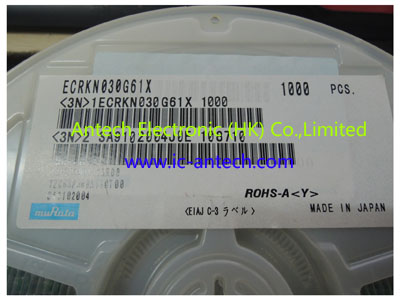 ECRKN030G61X 1000 PCS.
<3N>1ECRKN030G61X 1000
Antech Electronic (HK) Co.,Limited
www.ic-antech.com
ROHS-A<Y>
muRata
<EIAJ C-3 ラベル>
MADE IN JAPAN